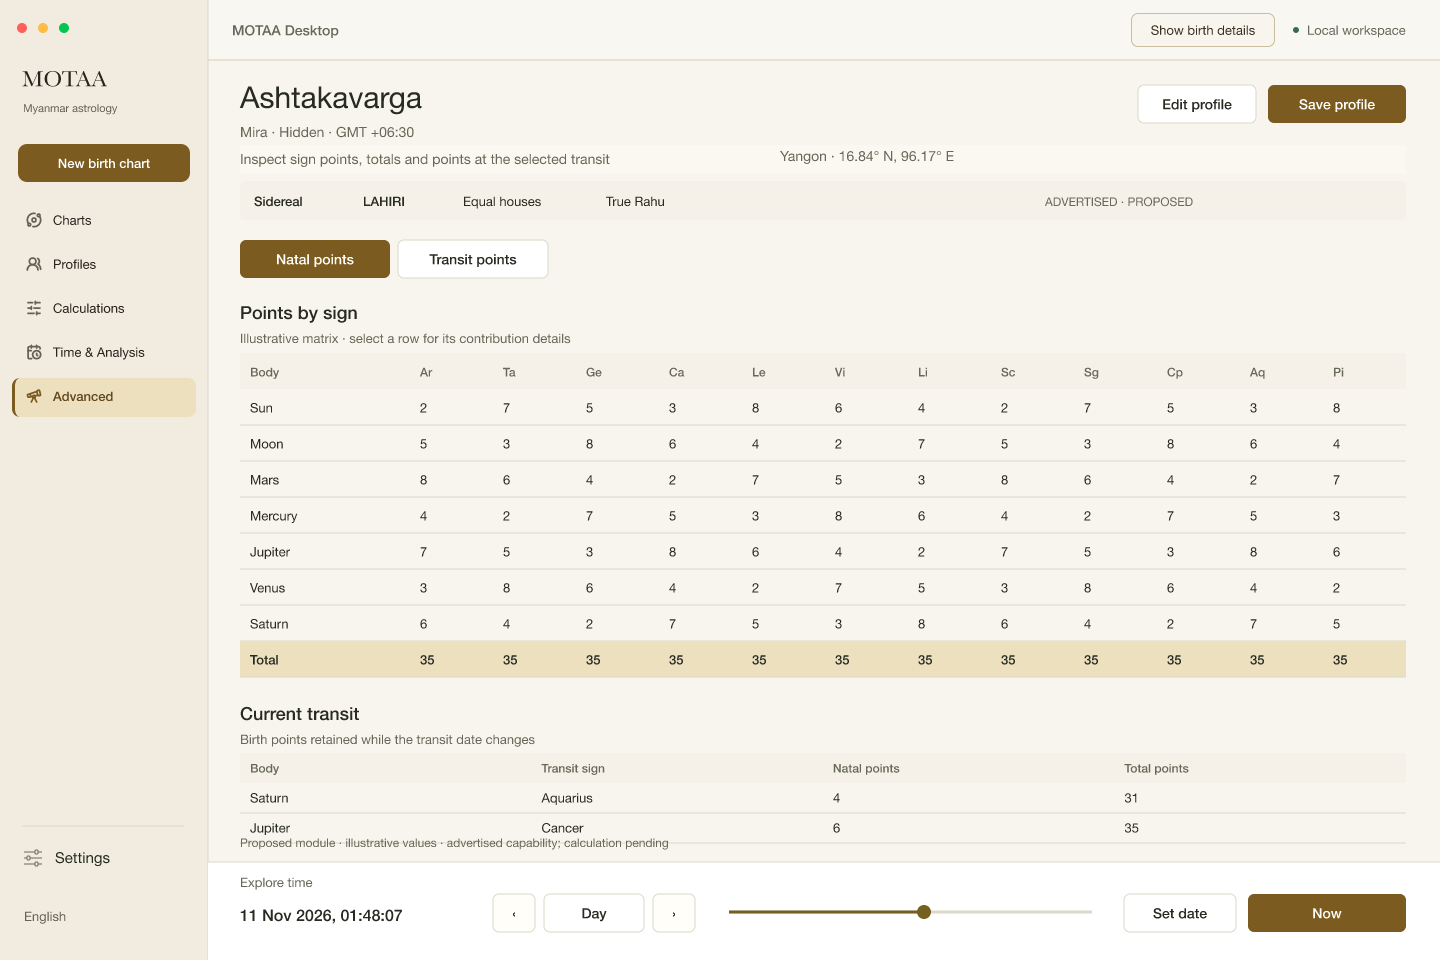 MOTAA Desktop
Show birth details
Local workspace
MOTAA
Myanmar astrology
New birth chart
Charts
Profiles
Calculations
Time & Analysis
Advanced
Settings
English
Ashtakavarga
Edit profile
Save profile
Mira · Hidden · GMT +06:30
Inspect sign points, totals and points at the selected transit
Yangon · 16.84° N, 96.17° E
Sidereal LAHIRI Equal houses True Rahu ADVERTISED · PROPOSED
Natal points
Transit points
Points by sign
Illustrative matrix · select a row for its contribution details
Body Ar Ta Ge Ca Le Vi Li Sc Sg Cp Aq Pi
Sun 2 7 5 3 8 6 4 2 7 5 3 8
Moon 5 3 8 6 4 2 7 5 3 8 6 4
Mars 8 6 4 2 7 5 3 8 6 4 2 7
Mercury 4 2 7 5 3 8 6 4 2 7 5 3
Jupiter 7 5 3 8 6 4 2 7 5 3 8 6
Venus 3 8 6 4 2 7 5 3 8 6 4 2
Saturn 6 4 2 7 5 3 8 6 4 2 7 5
Total 35 35 35 35 35 35 35 35 35 35 35 35
Current transit
Birth points retained while the transit date changes
Body Transit sign Natal points Total points
Saturn Aquarius 4 31
Jupiter Cancer 6 35
Proposed module · illustrative values · advertised capability; calculation pending
Explore time
11 Nov 2026, 01:48:07
‹ Day ›
Set date
Now